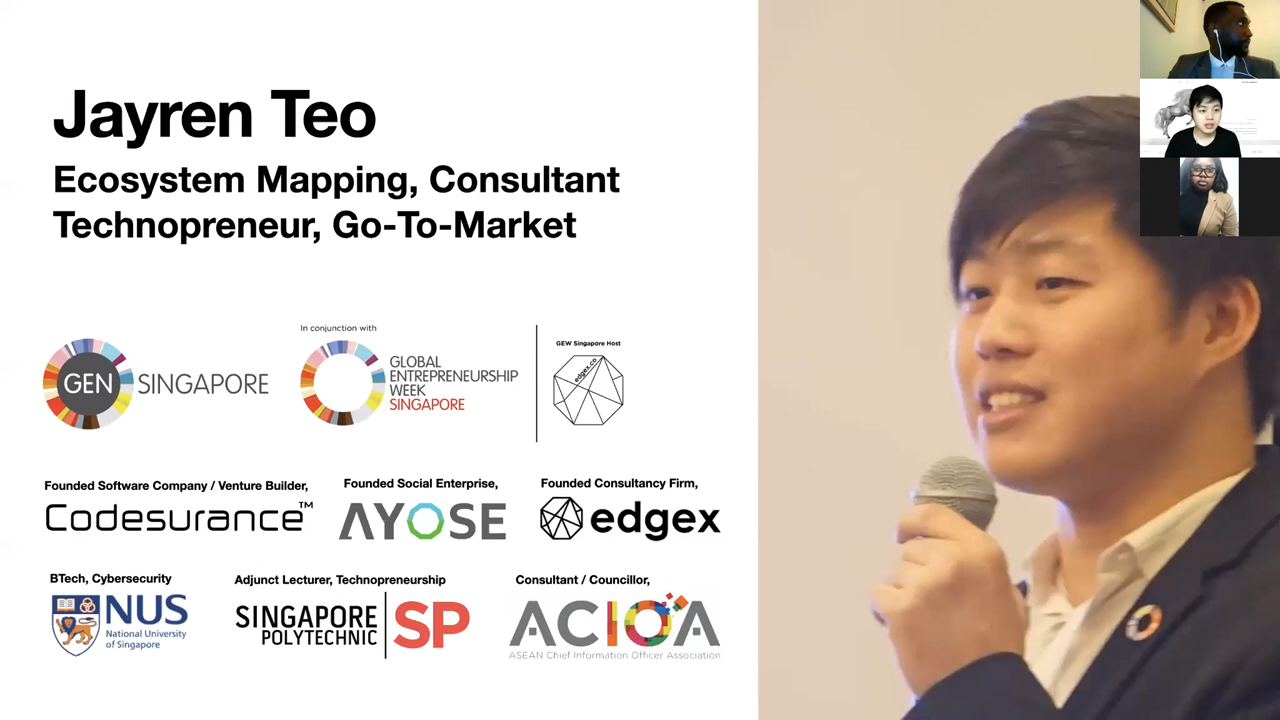 Jayren Teo
Ecosystem Mapping, Consultant
Technopreneur, Go-To-Market
GEN SINGAPORE
In conjunction with
GLOBAL
ENTREPRENEURSHIP
WEEK
SINGAPORE
GEW Singapore Host
edgex.co
Founded Software Company / Venture Builder,
Codesurance™
Founded Social Enterprise,
AYOSE
Founded Consultancy Firm,
edgex
BTech, Cybersecurity
NUS
National University
of Singapore
Adjunct Lecturer, Technopreneurship
SINGAPORE
POLYTECHNIC
SP
Consultant / Councillor,
ACIOA
ASEAN Chief Information Officer Association